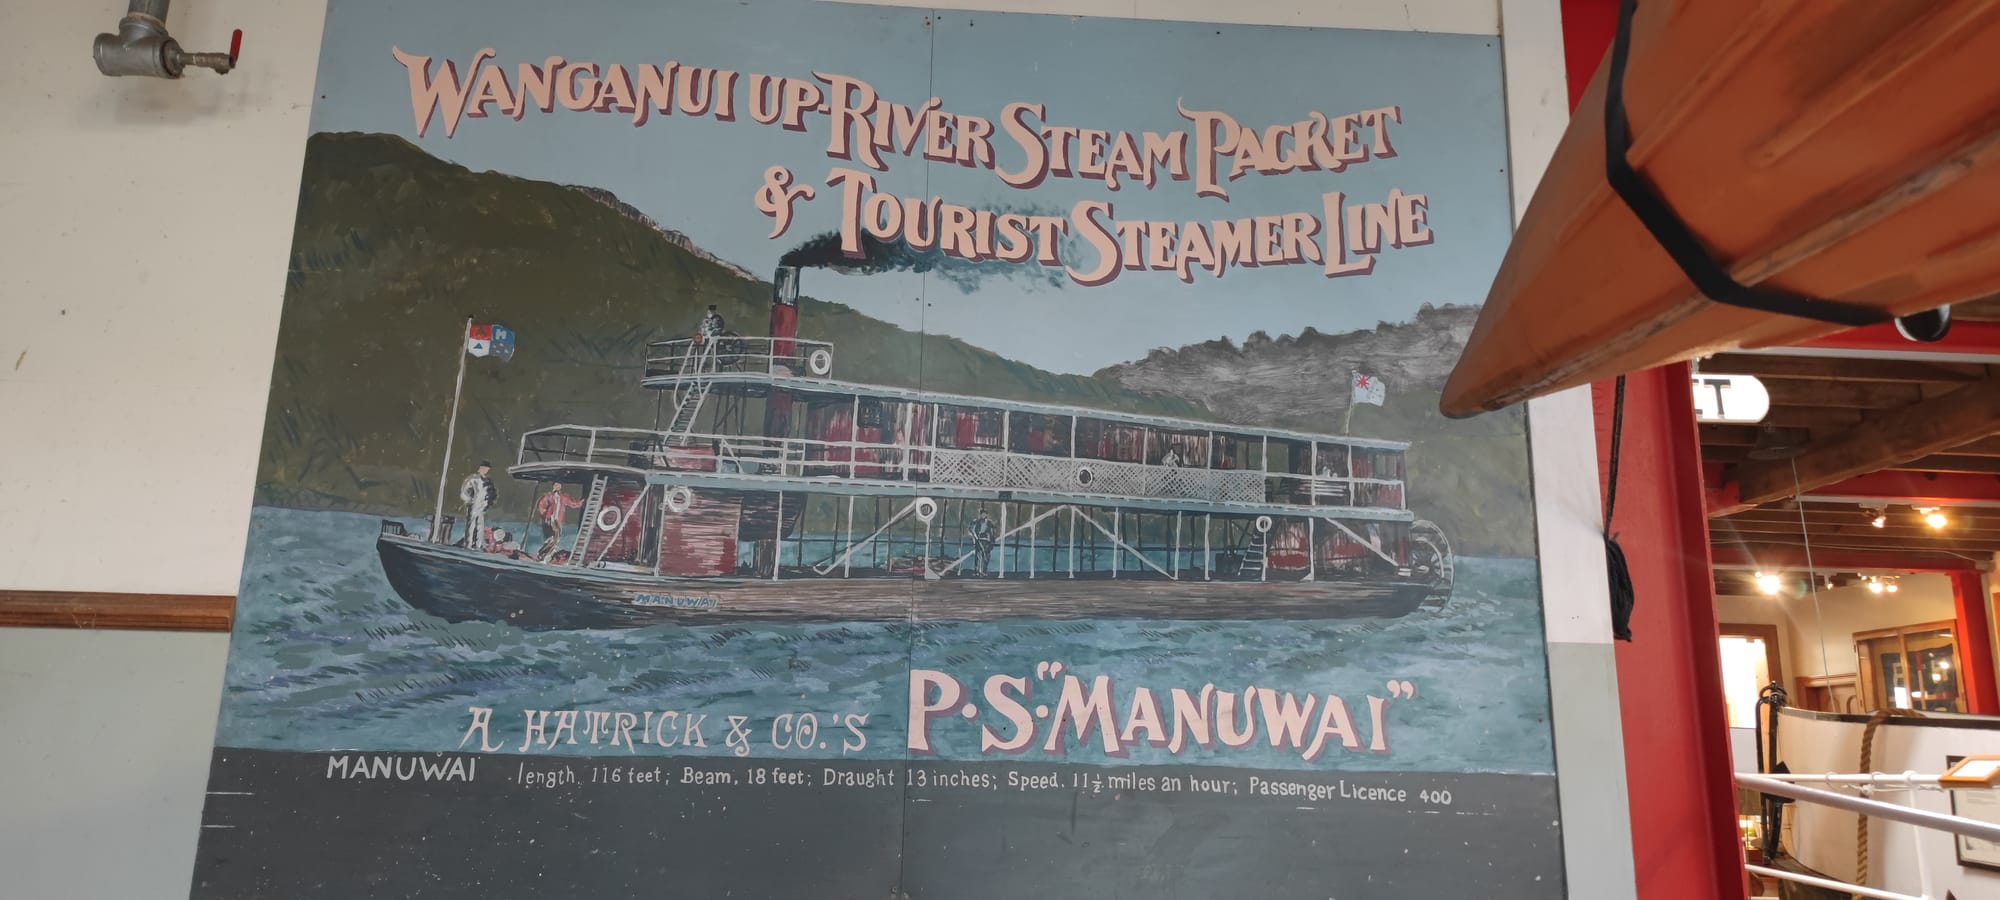 WANGANUI UP-RIVER STEAM PACKET
& TOURIST STEAMER LINE
MANUWAI
A HATRICK & CO.'S P.S. "MANUWAI"
MANUWAI length. 116 feet; Beam. 18 feet; Draught 13 inches; Speed. 11½ miles an hour; Passenger Licence 400